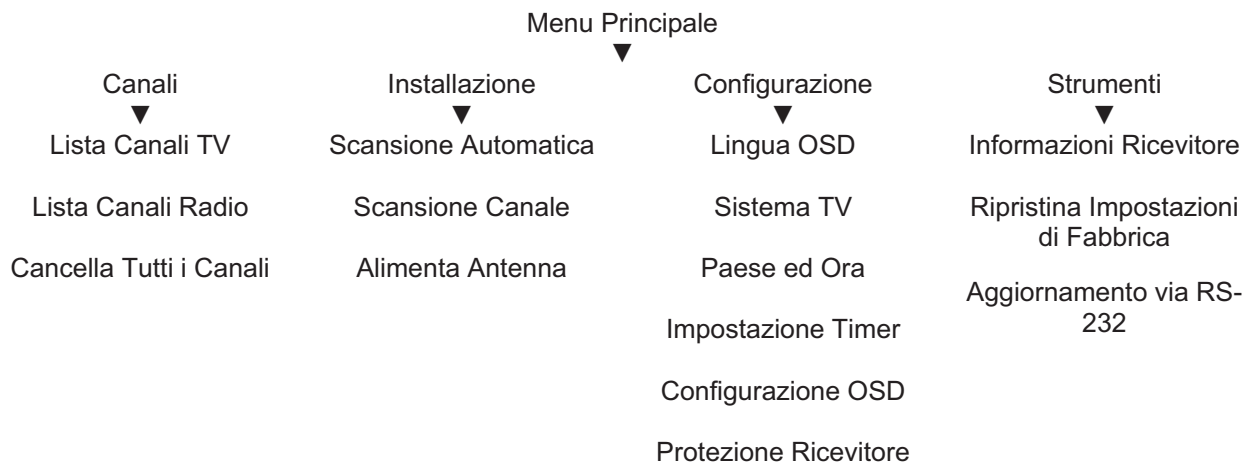 Menu Principale
▼
Canali
▼
Lista Canali TV
Lista Canali Radio
Cancella Tutti i Canali
Installazione
▼
Scansione Automatica
Scansione Canale
Alimenta Antenna
Configurazione
▼
Lingua OSD
Sistema TV
Paese ed Ora
Impostazione Timer
Configurazione OSD
Protezione Ricevitore
Strumenti
▼
Informazioni Ricevitore
Ripristina Impostazioni
di Fabbrica
Aggiornamento via RS-
232